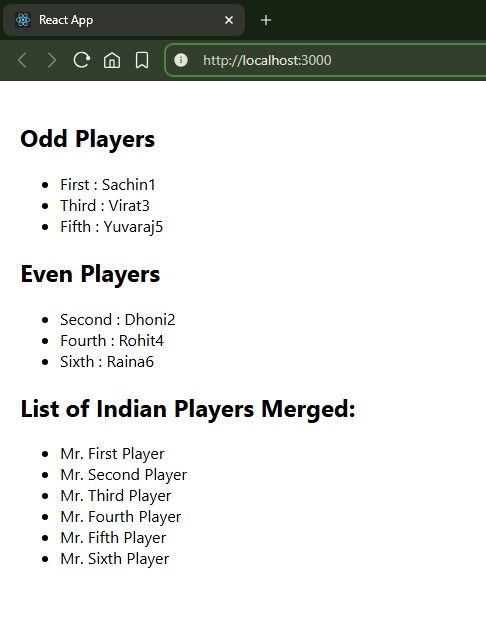 React App
http://localhost:3000
Odd Players
First : Sachin1
Third : Virat3
Fifth : Yuvaraj5
Even Players
Second : Dhoni2
Fourth : Rohit4
Sixth : Raina6
List of Indian Players Merged:
Mr. First Player
Mr. Second Player
Mr. Third Player
Mr. Fourth Player
Mr. Fifth Player
Mr. Sixth Player